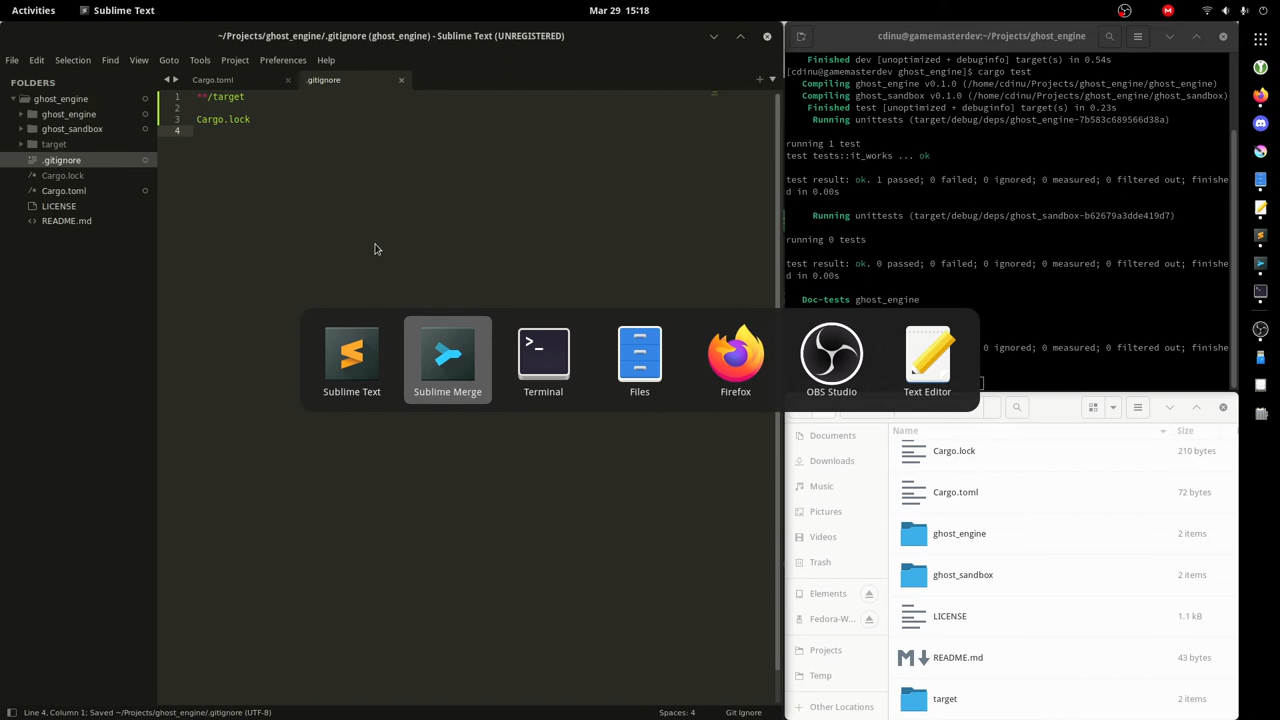 Activities
Sublime Text
Mar 29 15:18
~/Projects/ghost_engine/.gitignore (ghost_engine) - Sublime Text (UNREGISTERED)
File Edit Selection Find View Goto Tools Project Preferences Help
FOLDERS
ghost_engine
ghost_engine
ghost_sandbox
target
.gitignore
Cargo.lock
Cargo.toml
LICENSE
README.md
Cargo.toml
.gitignore
1 **/target
2
3 Cargo.lock
4
Line 4, Column 1; Saved ~/Projects/ghost_engine/.gitignore (UTF-8)
Spaces: 4
Git Ignore
cdinu@gamemasterdev:~/Projects/ghost_engine
Finished dev [unoptimized + debuginfo] target(s) in 0.54s
[cdinu@gamemasterdev ghost_engine]$ cargo test
Compiling ghost_engine v0.1.0 (/home/cdinu/Projects/ghost_engine/ghost_engine)
Compiling ghost_sandbox v0.1.0 (/home/cdinu/Projects/ghost_engine/ghost_sandbox)
Finished test [unoptimized + debuginfo] target(s) in 0.23s
Running unittests (target/debug/deps/ghost_engine-7b583c689566d38a)
running 1 test
test tests::it_works ... ok
test result: ok. 1 passed; 0 failed; 0 ignored; 0 measured; 0 filtered out; finishe
d in 0.00s
Running unittests (target/debug/deps/ghost_sandbox-b62679a3dde419d7)
running 0 tests
test result: ok. 0 passed; 0 failed; 0 ignored; 0 measured; 0 filtered out; finishe
d in 0.00s
Doc-tests ghost_engine
0 ignored; 0 measured; 0 filtered out; finishe
Sublime Text
Sublime Merge
Terminal
Files
Firefox
OBS Studio
Text Editor
Documents
Downloads
Music
Pictures
Videos
Trash
Elements
Fedora-W...
Projects
Temp
Other Locations
Name Size
Cargo.lock 210 bytes
Cargo.toml 72 bytes
ghost_engine 2 items
ghost_sandbox 2 items
LICENSE 1.1 kB
README.md 43 bytes
target 2 items